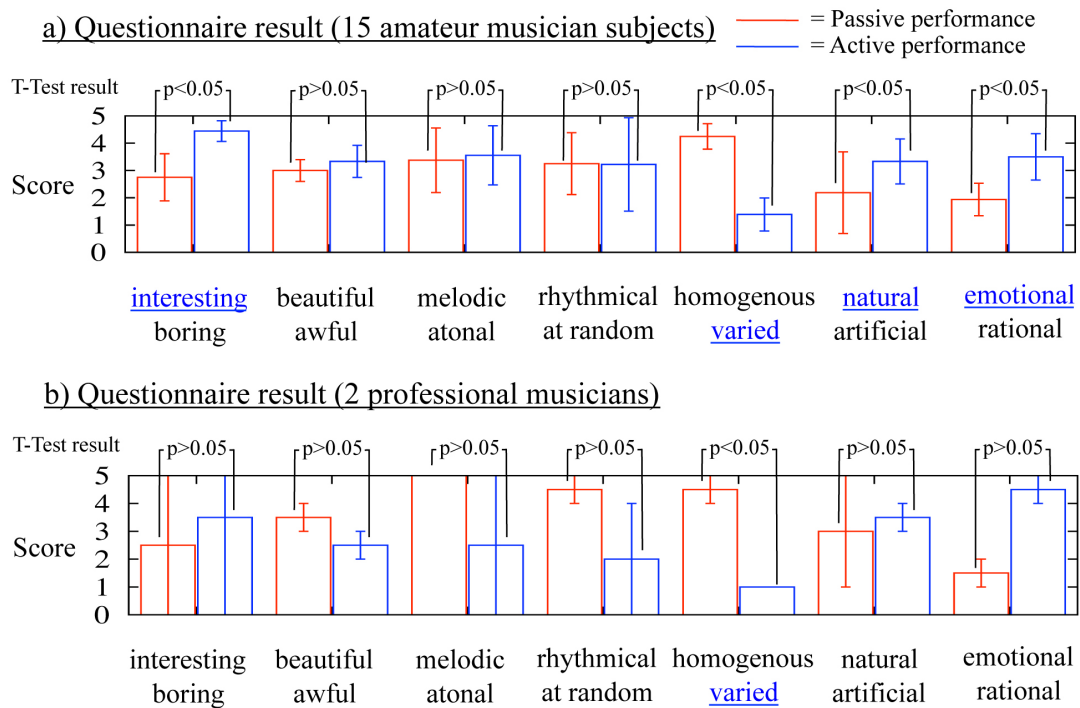 = Passive performance
a) Questionnaire result (15 amateur musician subjects)
= Active performance
T-Test result p<0.05 p>0.05 p>0.05 p>0.05 p<0.05 p<0.05 p<0.05
5
4
3
Score
2
1
0
interesting beautiful melodic rhythmical homogenous natural emotional
boring awful atonal at random varied artificial rational
b) Questionnaire result (2 professional musicians)
T-Test result p>0.05 p>0.05 p>0.05 p>0.05 p<0.05 p>0.05 p>0.05
5
4
3
Score
2
1
0
interesting beautiful melodic rhythmical homogenous natural emotional
boring awful atonal at random varied artificial rational